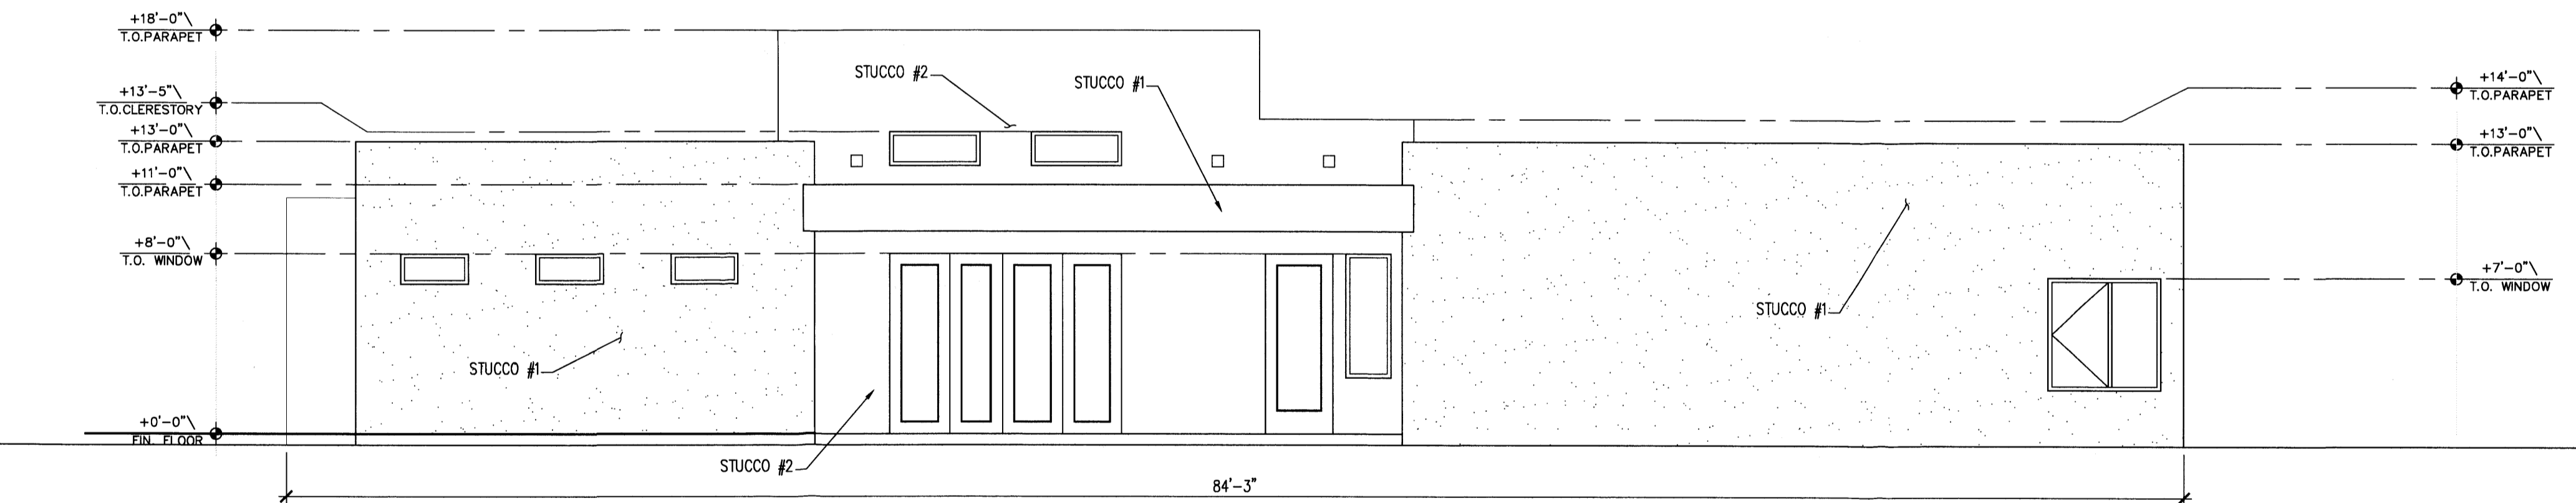 +18'-0"\
T.O.PARAPET
+13'-5"\
T.O.CLERESTORY
+13'-0"\
T.O.PARAPET
+11'-0"\
T.O.PARAPET
+8'-0"\
T.O. WINDOW
+0'-0"\
FIN. FLOOR
STUCCO #2
STUCCO #1
STUCCO #1
STUCCO #2
STUCCO #1
+14'-0"\
T.O.PARAPET
+13'-0"\
T.O.PARAPET
+7'-0"\
T.O. WINDOW
84'-3"